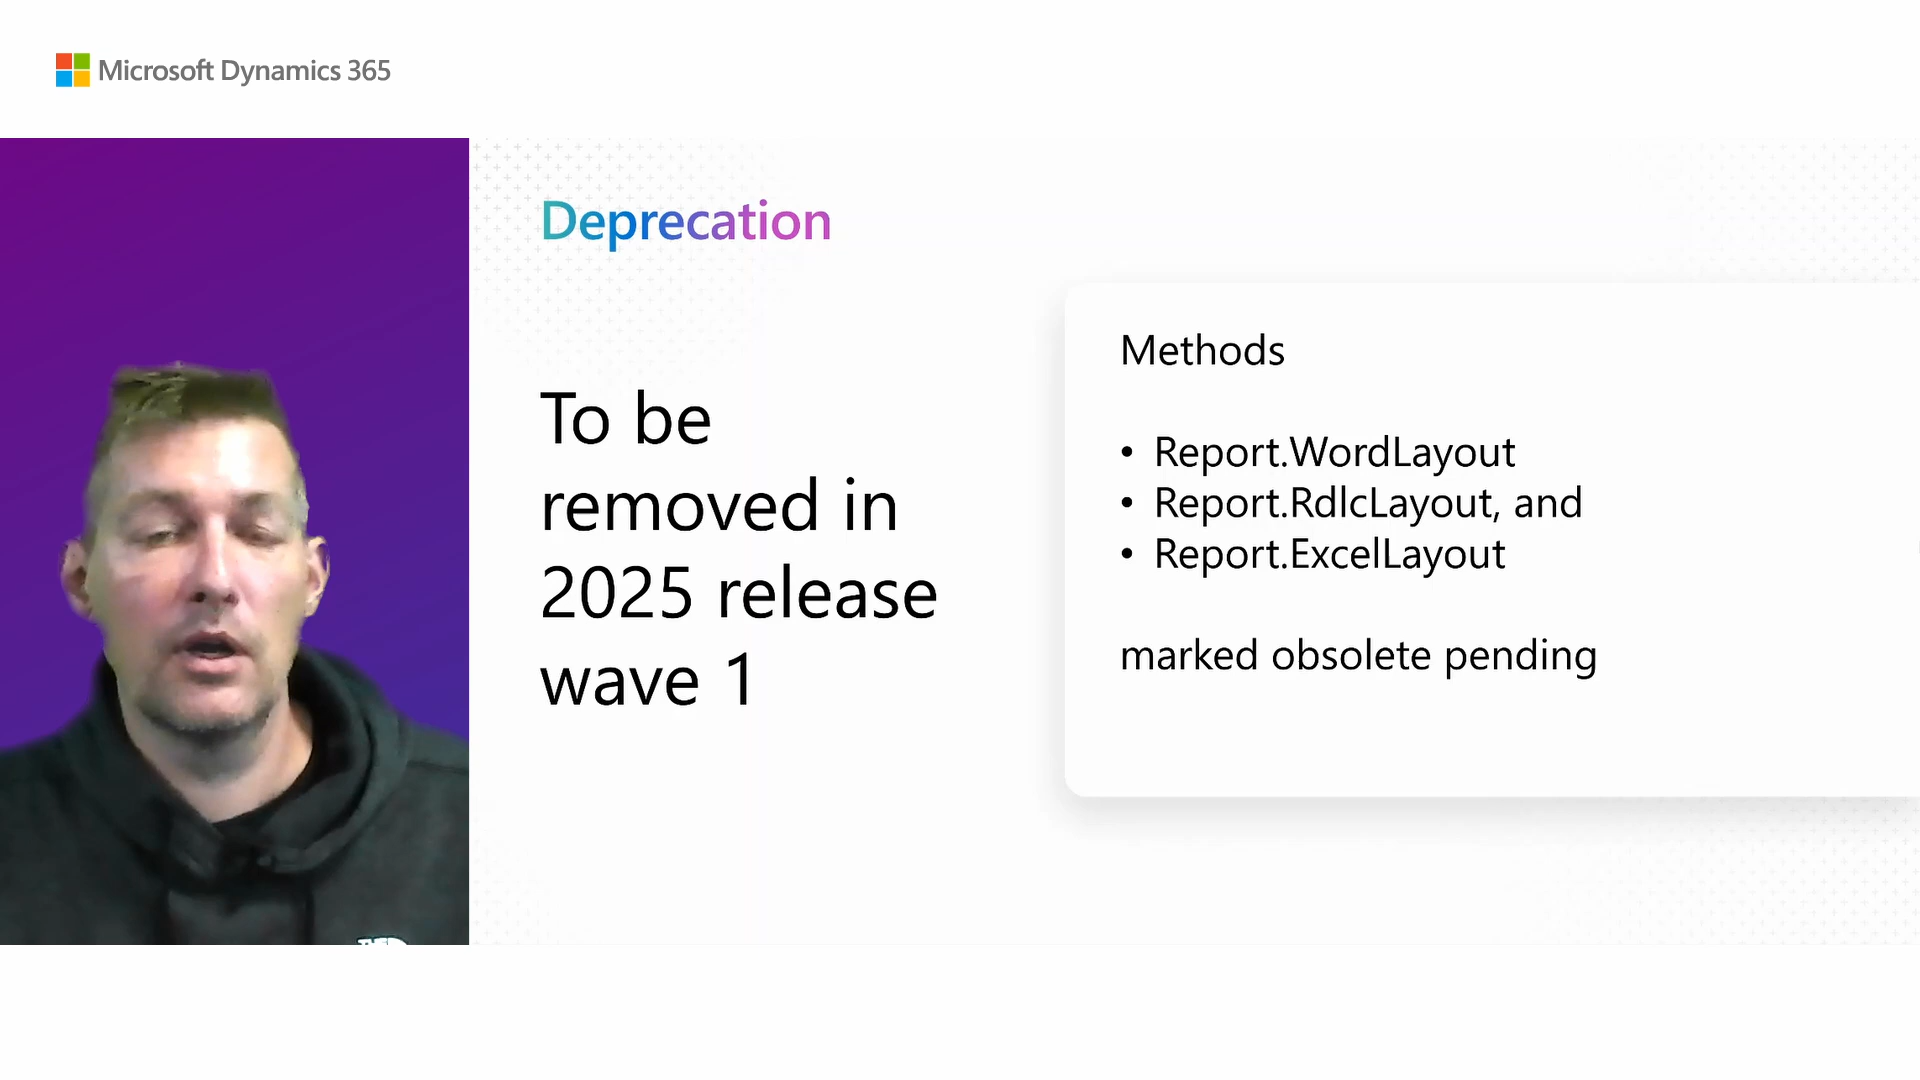 Microsoft Dynamics 365
Deprecation
To be
removed in
2025 release
wave 1
Methods
• Report.WordLayout
• Report.RdlcLayout, and
• Report.ExcelLayout
marked obsolete pending